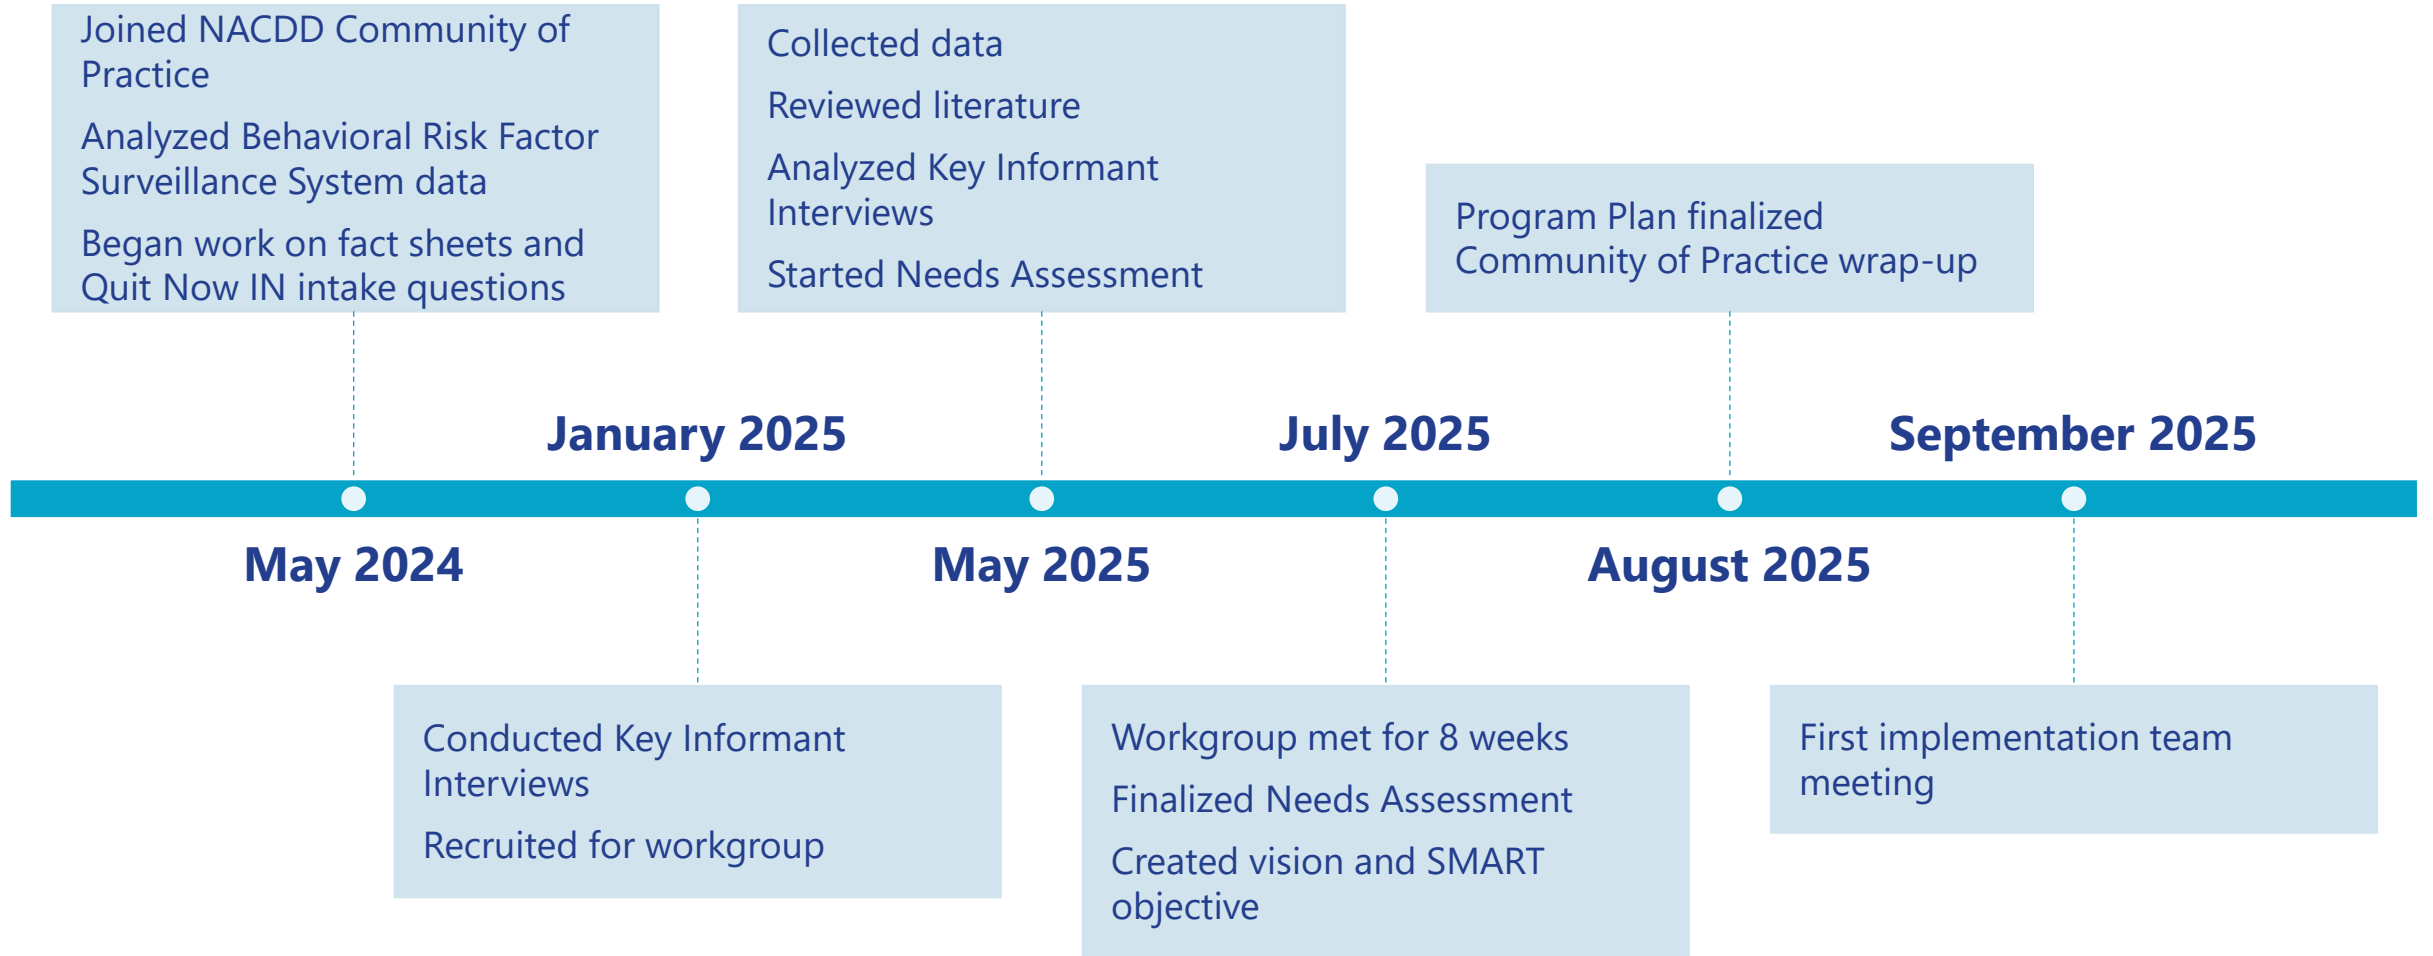 Joined NACDD Community of
Practice
Analyzed Behavioral Risk Factor
Surveillance System data
Began work on fact sheets and
Quit Now IN intake questions
Collected data
Reviewed literature
Analyzed Key Informant
Interviews
Started Needs Assessment
Program Plan finalized
Community of Practice wrap-up
January 2025
July 2025
September 2025
May 2024
May 2025
August 2025
Conducted Key Informant
Interviews
Recruited for workgroup
Workgroup met for 8 weeks
Finalized Needs Assessment
Created vision and SMART
objective
First implementation team
meeting